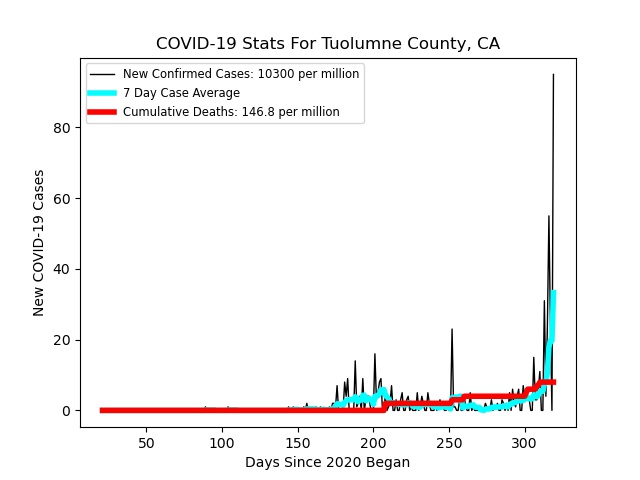 COVID-19 Stats For Tuolumne County, CA
New Confirmed Cases: 10300 per million
7 Day Case Average
Cumulative Deaths: 146.8 per million
New COVID-19 Cases
80
60
40
20
0
50 100 150 200 250 300
Days Since 2020 Began